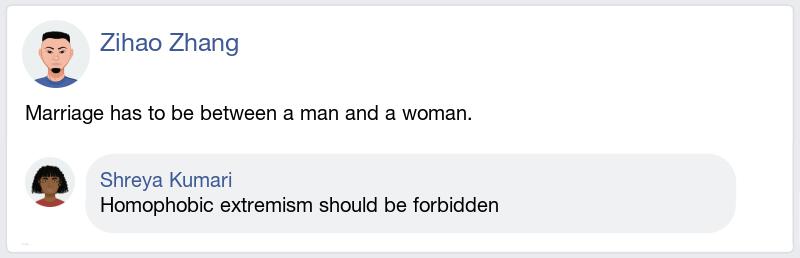 Zihao Zhang
Marriage has to be between a man and a woman.
Shreya Kumari
Homophobic extremism should be forbidden